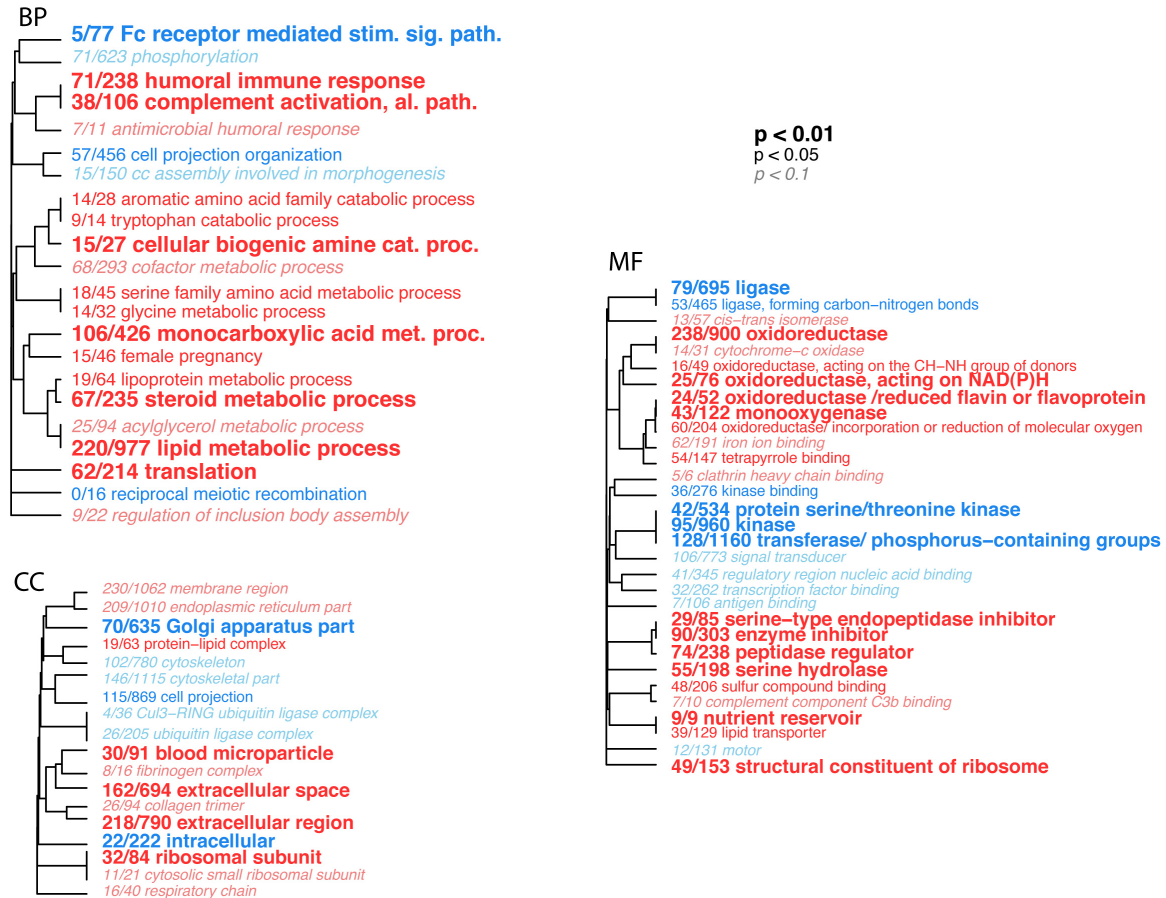 BP
5/77 Fc receptor mediated stim. sig. path.
71/623 phosphorylation
71/238 humoral immune response
38/106 complement activation, al. path.
7/11 antimicrobial humoral response
57/456 cell projection organization
15/150 cc assembly involved in morphogenesis
14/28 aromatic amino acid family catabolic process
9/14 tryptophan catabolic process
15/27 cellular biogenic amine cat. proc.
68/293 cofactor metabolic process
18/45 serine family amino acid metabolic process
14/32 glycine metabolic process
106/426 monocarboxylic acid met. proc.
15/46 female pregnancy
19/64 lipoprotein metabolic process
67/235 steroid metabolic process
25/94 acylglycerol metabolic process
220/977 lipid metabolic process
62/214 translation
0/16 reciprocal meiotic recombination
9/22 regulation of inclusion body assembly
CC
230/1062 membrane region
209/1010 endoplasmic reticulum part
70/635 Golgi apparatus part
19/63 protein−lipid complex
102/780 cytoskeleton
146/1115 cytoskeletal part
115/869 cell projection
4/36 Cul3−RING ubiquitin ligase complex
26/205 ubiquitin ligase complex
30/91 blood microparticle
8/16 fibrinogen complex
162/694 extracellular space
26/94 collagen trimer
218/790 extracellular region
22/222 intracellular
32/84 ribosomal subunit
11/21 cytosolic small ribosomal subunit
16/40 respiratory chain
p < 0.01
p < 0.05
p < 0.1
MF
79/695 ligase
53/465 ligase, forming carbon−nitrogen bonds
13/57 cis−trans isomerase
238/900 oxidoreductase
14/31 cytochrome−c oxidase
16/49 oxidoreductase, acting on the CH−NH group of donors
25/76 oxidoreductase, acting on NAD(P)H
24/52 oxidoreductase /reduced flavin or flavoprotein
43/122 monooxygenase
60/204 oxidoreductase/ incorporation or reduction of molecular oxygen
62/191 iron ion binding
54/147 tetrapyrrole binding
5/6 clathrin heavy chain binding
36/276 kinase binding
42/534 protein serine/threonine kinase
95/960 kinase
128/1160 transferase/ phosphorus−containing groups
106/773 signal transducer
41/345 regulatory region nucleic acid binding
32/262 transcription factor binding
7/106 antigen binding
29/85 serine−type endopeptidase inhibitor
90/303 enzyme inhibitor
74/238 peptidase regulator
55/198 serine hydrolase
48/206 sulfur compound binding
7/10 complement component C3b binding
9/9 nutrient reservoir
39/129 lipid transporter
12/131 motor
49/153 structural constituent of ribosome